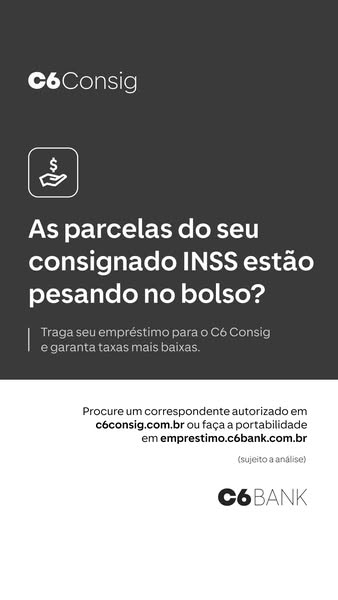 C6Consig
$
As parcelas do seu
consignado INSS estão
pesando no bolso?
Traga seu empréstimo para o C6 Consig
e garanta taxas mais baixas.
Procure um correspondente autorizado em
c6consig.com.br ou faça a portabilidade
em emprestimo.c6bank.com.br
(sujeito a análise)
C6BANK